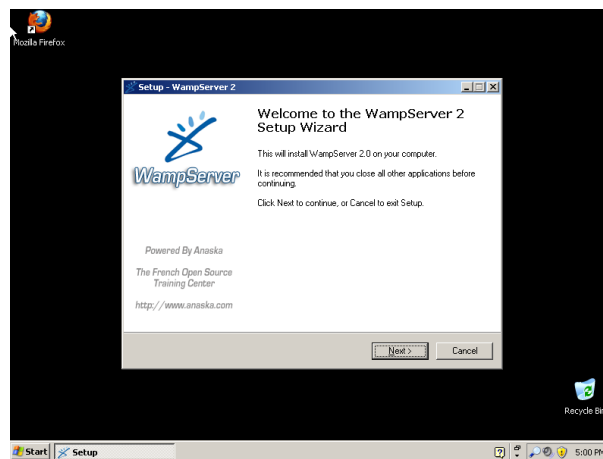 Mozilla Firefox
Setup - WampServer 2
Welcome to the WampServer 2
Setup Wizard
This will install WampServer 2.0 on your computer.
It is recommended that you close all other applications before
continuing.
Click Next to continue, or Cancel to exit Setup.
WampServer
Powered By Anaska
The French Open Source
Training Center
http://www.anaska.com
Next >
Cancel
Recycle Bin
Start
Setup
5:00 PM